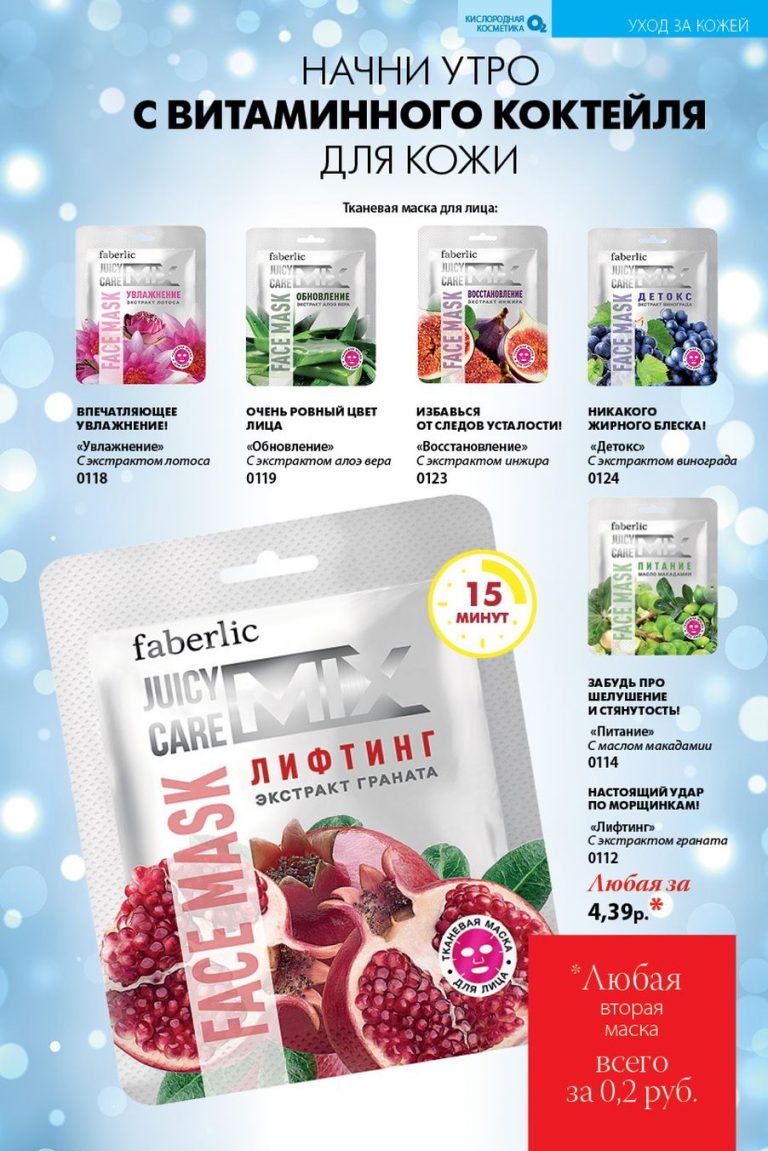 КИСЛОРОДНАЯ
КОСМЕТИКА O2
УХОД ЗА КОЖЕЙ
НАЧНИ УТРО
С ВИТАМИННОГО КОКТЕЙЛЯ
ДЛЯ КОЖИ
Тканевая маска для лица:
faberlic
JUICY
CARE MIX
УВЛАЖНЕНИЕ
ЭКСТРАКТ ЛОТОСА
FACE MASK
faberlic
JUICY
CARE MIX
ОБНОВЛЕНИЕ
ЭКСТРАКТ АЛОЭ ВЕРА
FACE MASK
faberlic
JUICY
CARE MIX
ВОССТАНОВЛЕНИЕ
ЭКСТРАКТ ИНЖИРА
FACE MASK
faberlic
JUICY
CARE MIX
ДЕТОКС
ЭКСТРАКТ ВИНОГРАДА
FACE MASK
ВПЕЧАТЛЯЮЩЕЕ
УВЛАЖНЕНИЕ!
«Увлажнение»
С экстрактом лотоса
0118
ОЧЕНЬ РОВНЫЙ ЦВЕТ
ЛИЦА
«Обновление»
С экстрактом алоэ вера
0119
ИЗБАВЬСЯ
ОТ СЛЕДОВ УСТАЛОСТИ!
«Восстановление»
С экстрактом инжира
0123
НИКАКОГО
ЖИРНОГО БЛЕСКА!
«Детокс»
С экстрактом винограда
0124
faberlic
JUICY
CARE MIX
ПИТАНИЕ
МАСЛО МАКАДАМИИ
FACE MASK
15
МИНУТ
faberlic
JUICY
CARE MIX
ЛИФТИНГ
ЭКСТРАКТ ГРАНАТА
FACE MASK
ТКАНЕВАЯ МАСКА
ДЛЯ ЛИЦА
ЗАБУДЬ ПРО
ШЕЛУШЕНИЕ
И СТЯНУТОСТЬ!
«Питание»
С маслом макадамии
0114
НАСТОЯЩИЙ УДАР
ПО МОРЩИНКАМ!
«Лифтинг»
С экстрактом граната
0112
Любая за
4,39р.*
*Любая
вторая
маска
всего
за 0,2 руб.